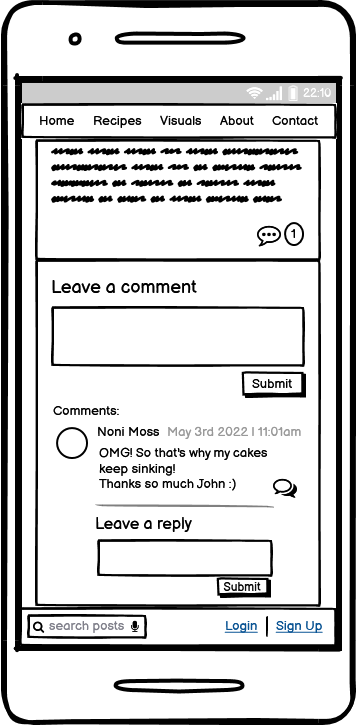 22:10
Home Recipes Visuals About Contact
1
Leave a comment
Submit
Comments:
Noni Moss May 3rd 2022 | 11:01am
OMG! So that's why my cakes
keep sinking!
Thanks so much John :)
Leave a reply
Submit
search posts Login | Sign Up